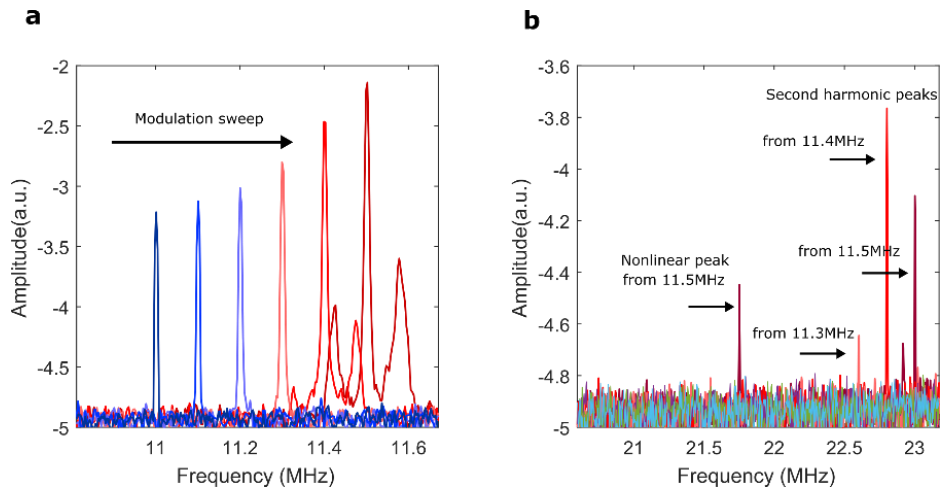 a
-2
-2.5
-3
-3.5
-4
-4.5
-5
Amplitude(a.u.)
Modulation sweep
11
11.2
11.4
11.6
Frequency (MHz)
b
-3.6
-3.8
-4
-4.2
-4.4
-4.6
-4.8
-5
Amplitude(a.u.)
Second harmonic peaks
from 11.4MHz
from 11.5MHz
Nonlinear peak
from 11.5MHz
from 11.3MHz
21
21.5
22
22.5
23
Frequency (MHz)